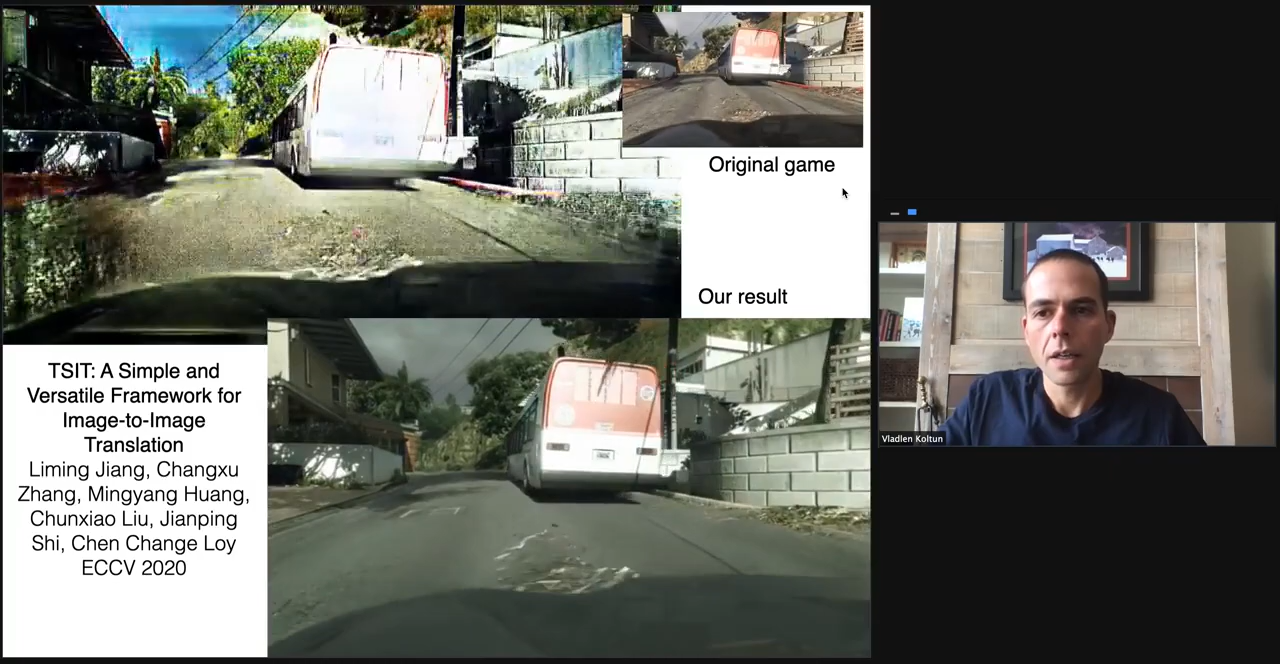 Original game
Our result
TSIT: A Simple and
Versatile Framework for
Image-to-Image
Translation
Liming Jiang, Changxu
Zhang, Mingyang Huang,
Chunxiao Liu, Jianping
Shi, Chen Change Loy
ECCV 2020
Vladlen Koltun